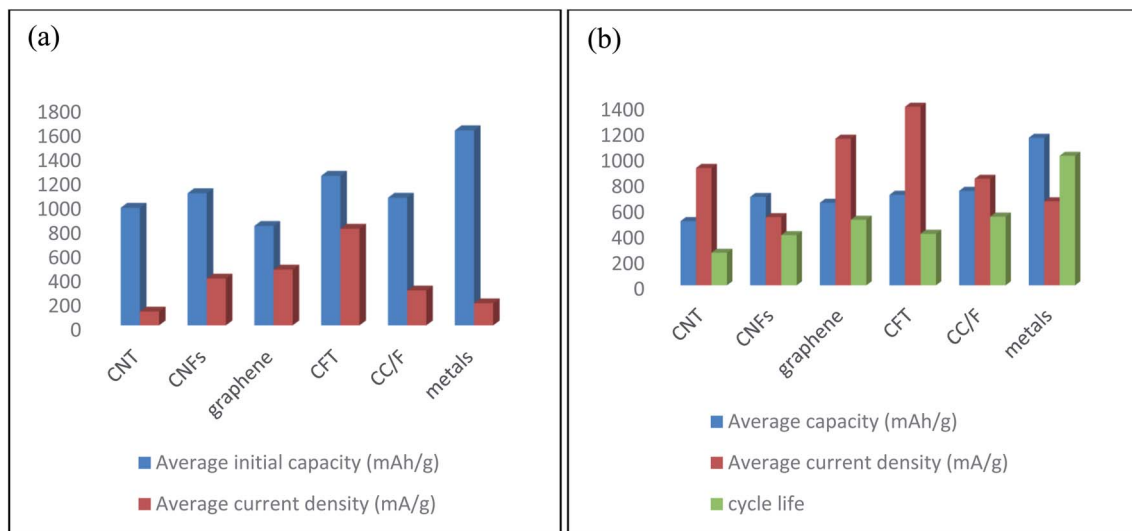 (a)
1800
1600
1400
1200
1000
800
600
400
200
0
CNT
CNFs
graphene
CFT
CC/F
metals
Average initial capacity (mAh/g)
Average current density (mA/g)
(b)
1400
1200
1000
800
600
400
200
0
CNT
CNFs
graphene
CFT
CC/F
metals
Average capacity (mAh/g)
Average current density (mA/g)
cycle life